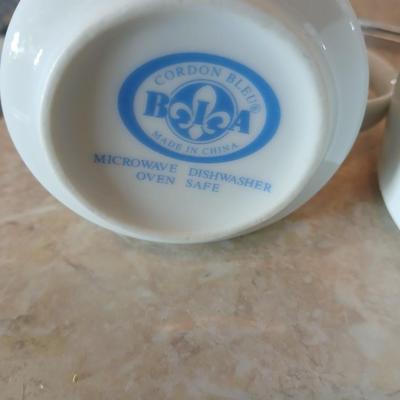 CORDON BLEU®
BIA
MADE IN CHINA
MICROWAVE DISHWASHER
OVEN SAFE